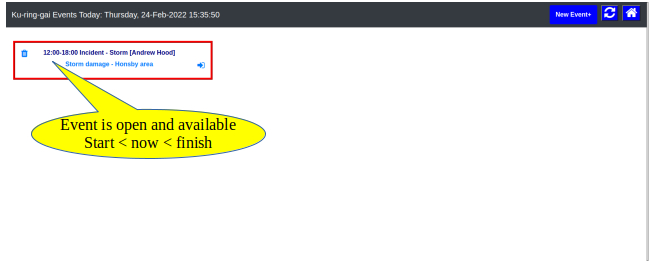 Ku-ring-gai Events Today: Thursday, 24-Feb-2022 15:35:50
New Event+
12:00-18:00 Incident - Storm [Andrew Hood]
Storm damage - Honsby area
Event is open and available
Start < now < finish